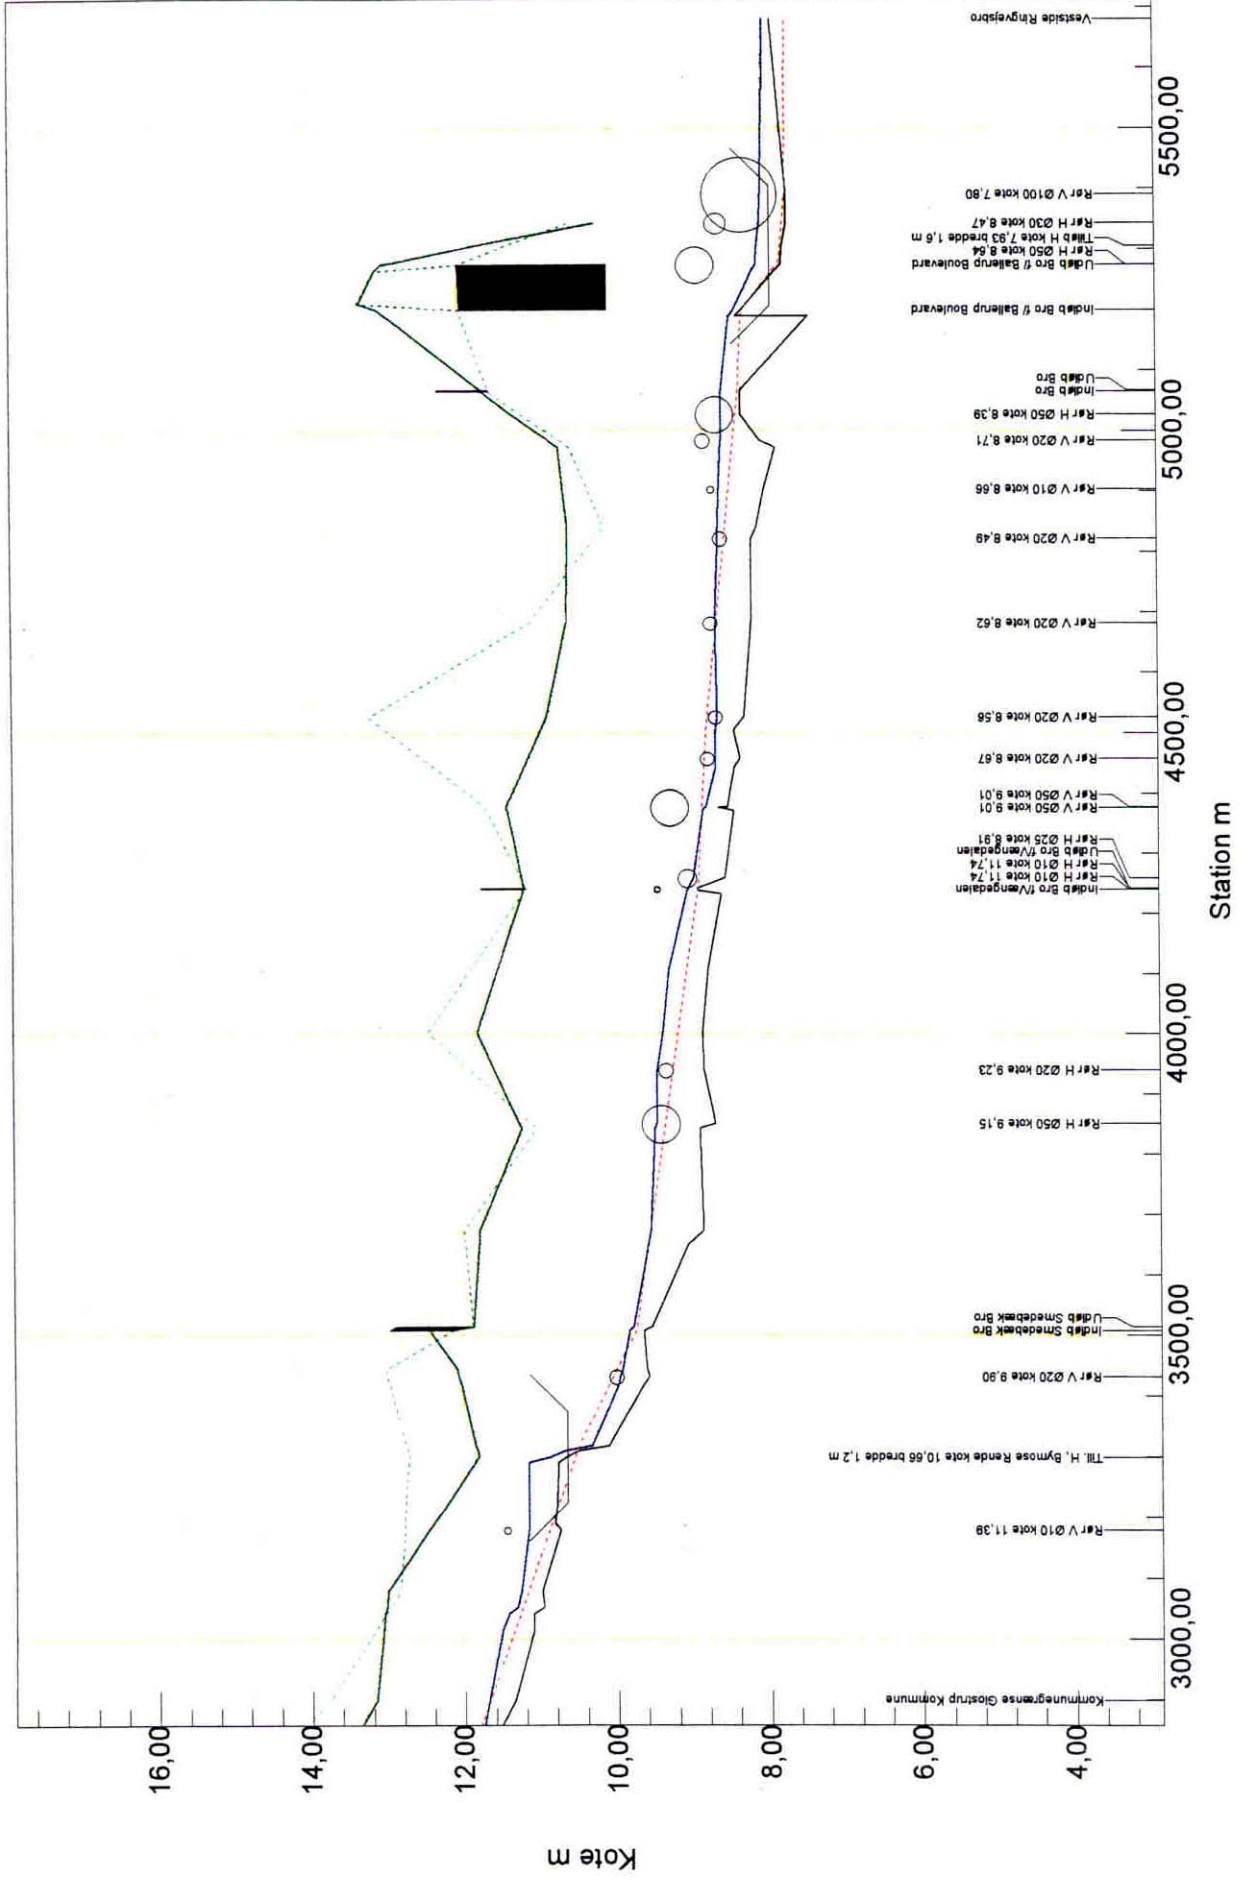 Kote m
16,00
14,00
12,00
10,00
8,00
6,00
4,00
Kommunegrænse Glostrup Kommune
Rør V Ø10 kote 11,39
Till. H, Bymose Rende kote 10,66 bredde 1,2 m
Rør V Ø20 kote 9,90
Indløb Smedebæk Bro
Udløb Smedebæk Bro
Rør H Ø50 kote 9,15
Rør H Ø20 kote 9,23
Indløb Bro f/Vængedalen
Rør H Ø10 kote 11,74
Rør H Ø10 kote 11,74
Udløb Bro f/Vængedalen
Rør H Ø25 kote 8,91
Rør V Ø50 kote 9,01
Rør V Ø50 kote 9,01
Rør V Ø20 kote 8,67
Rør V Ø20 kote 8,56
Rør V Ø20 kote 8,62
Rør V Ø20 kote 8,49
Rør V Ø10 kote 8,66
Rør V Ø20 kote 8,71
Rør H Ø50 kote 8,39
Indløb Bro
Udløb Bro
Indløb Bro f/ Ballerup Boulevard
Udløb Bro f/ Ballerup Boulevard
Rør H Ø50 kote 8,64
Tilløb H kote 7,93 bredde 1,6 m
Rør H Ø30 kote 8,47
Rør V Ø100 kote 7,80
Vestside Ringvejsbro
3000,00
3500,00
4000,00
4500,00
5000,00
5500,00
Station m